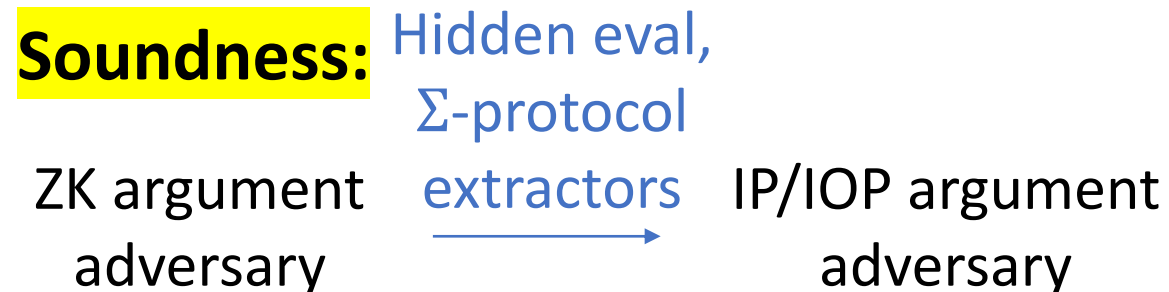 Soundness:
Hidden eval,
Σ-protocol
extractors
ZK argument
adversary
IP/IOP argument
adversary